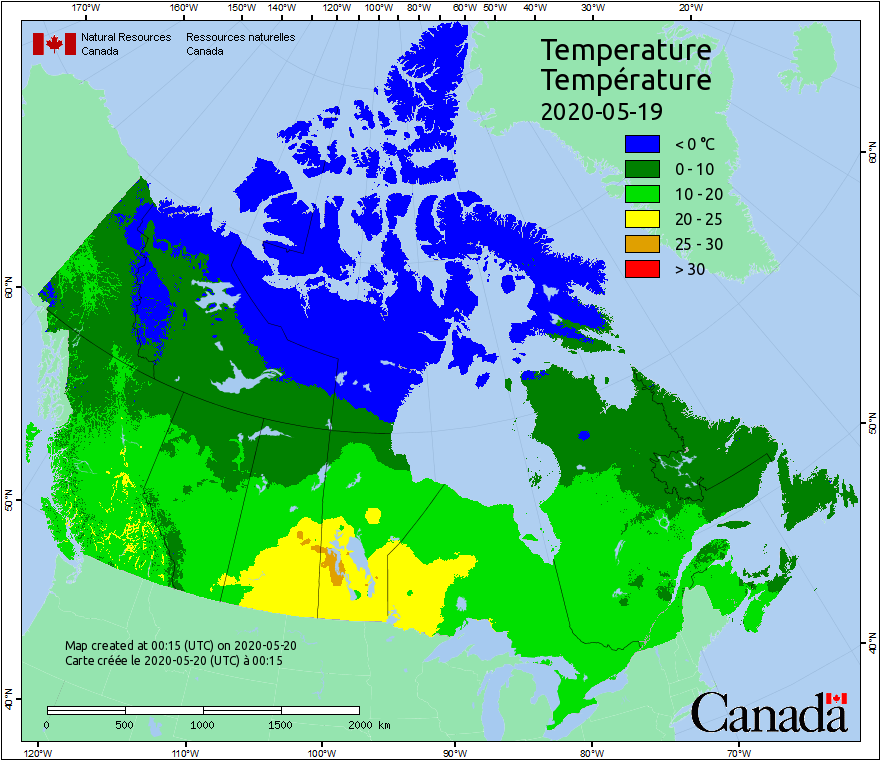 170°W 160°W 150°W 140°W 120°W 100°W 80°W 60°W 50°W 40°W 30°W 20°W
Natural Resources Ressources naturelles
Canada Canada
Temperature
Température
2020-05-19
< 0 °C
0 - 10
10 - 20
20 - 25
25 - 30
> 30
60°N
60°N
50°N
50°N
40°N
40°N
Map created at 00:15 (UTC) on 2020-05-20
Carte créée le 2020-05-20 (UTC) à 00:15
0 500 1000 1500 2000 km
Canada
120°W 110°W 100°W 90°W 80°W 70°W